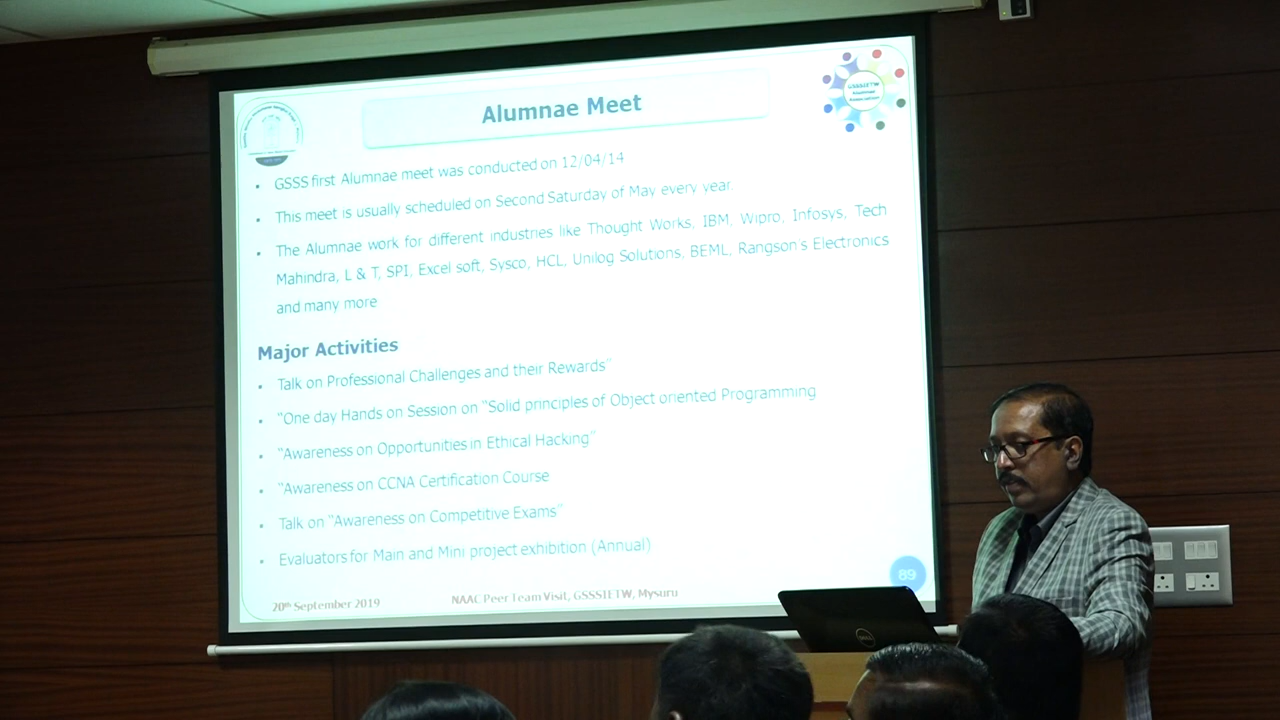 Alumnae Meet
GSSSIETW
Alumnae
Association
• GSSS first Alumnae meet was conducted on 12/04/14
• This meet is usually scheduled on Second Saturday of May every year.
• The Alumnae work for different industries like Thought Works, IBM, Wipro, Infosys, Tech
Mahindra, L & T, SPI, Excel soft, Sysco, HCL, Unilog Solutions, BEML, Rangson's Electronics
and many more
Major Activities
• Talk on Professional Challenges and their Rewards"
• "One day Hands on Session on "Solid principles of Object oriented Programming
• "Awareness on Opportunities in Ethical Hacking"
• "Awareness on CCNA Certification Course
• Talk on "Awareness on Competitive Exams"
• Evaluators for Main and Mini project exhibition (Annual)
89
20th September 2019
NAAC Peer Team Visit, GSSSIETW, Mysuru
DELL